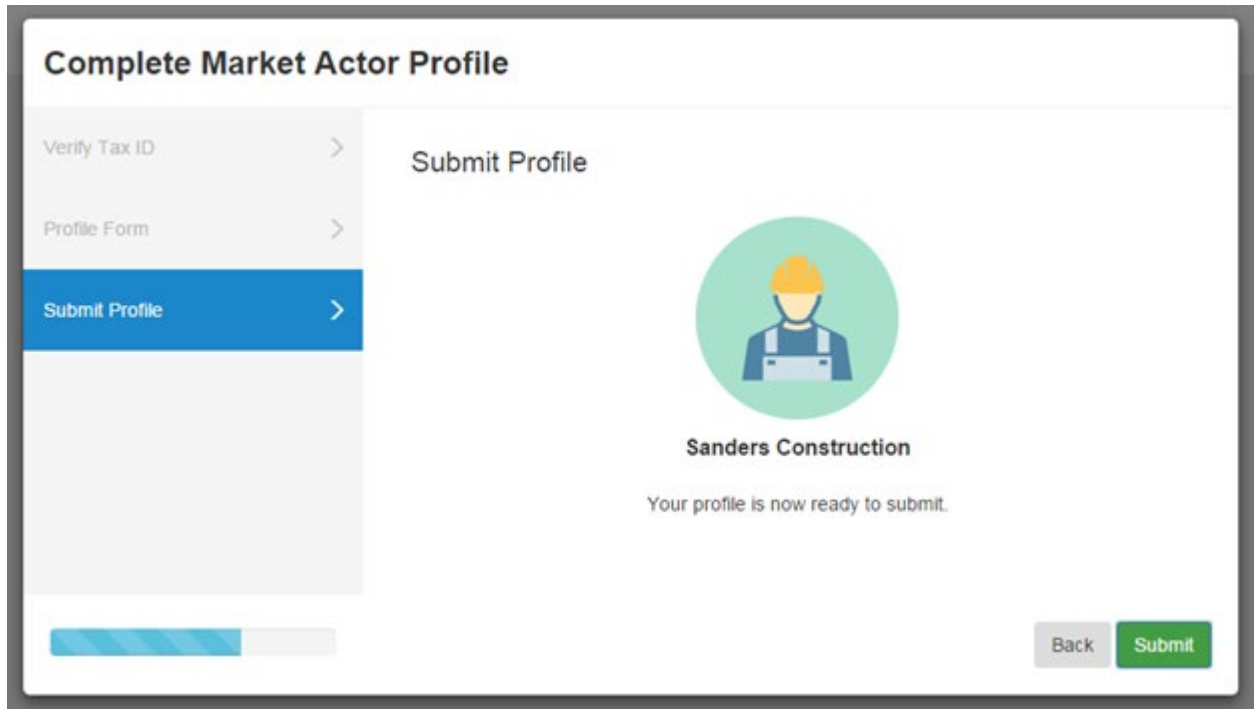 Complete Market Actor Profile
Verify Tax ID
Profile Form
Submit Profile
Submit Profile
Sanders Construction
Your profile is now ready to submit.
Back
Submit